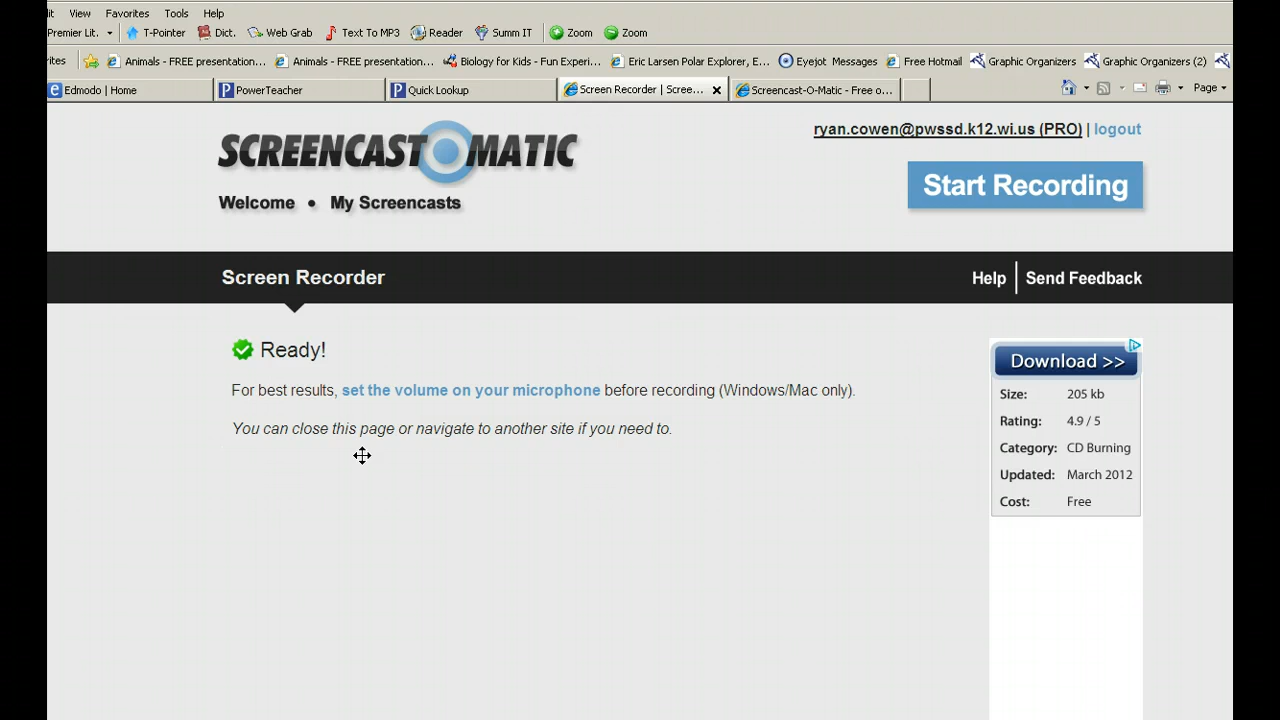 it View Favorites Tools Help
Premier Lit. T-Pointer Dict. Web Grab Text To MP3 Reader Summ IT Zoom Zoom
ites Animals - FREE presentation... Animals - FREE presentation... Biology for Kids - Fun Experi... Eric Larsen Polar Explorer, E... Eyejot Messages Free Hotmail Graphic Organizers Graphic Organizers (2)
Edmodo | Home PowerTeacher Quick Lookup Screen Recorder | Scree... Screencast-O-Matic - Free o... Page
SCREENCAST O MATIC
ryan.cowen@pwssd.k12.wi.us (PRO) | logout
Start Recording
Welcome • My Screencasts
Screen Recorder
Help Send Feedback
Ready!
For best results, set the volume on your microphone before recording (Windows/Mac only).
You can close this page or navigate to another site if you need to.
Download >>
Size: 205 kb
Rating: 4.9 / 5
Category: CD Burning
Updated: March 2012
Cost: Free